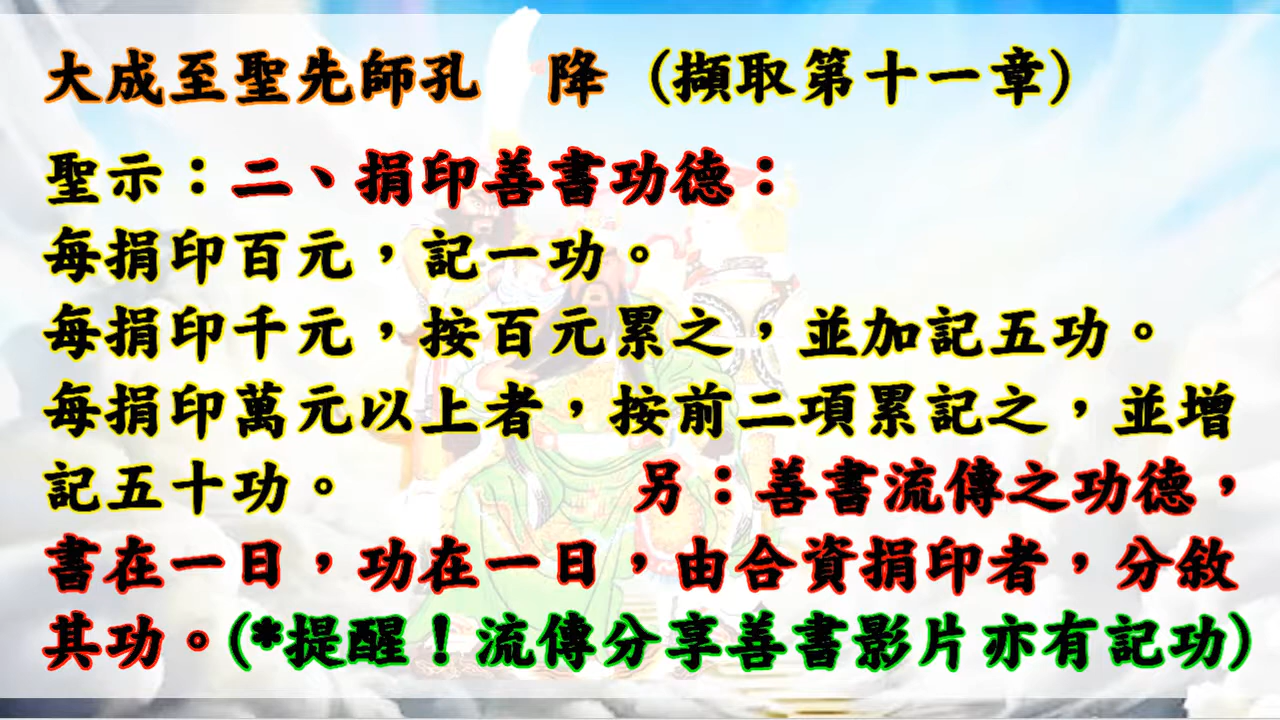 大成至聖先師孔　降（擷取第十一章）
聖示：二、捐印善書功德：
每捐印百元，記一功。
每捐印千元，按百元累之，並加記五功。
每捐印萬元以上者，按前二項累記之，並增
記五十功。　　　　　另：善書流傳之功德，
書在一日，功在一日，由合資捐印者，分敘
其功。(*提醒！流傳分享善書影片亦有記功)